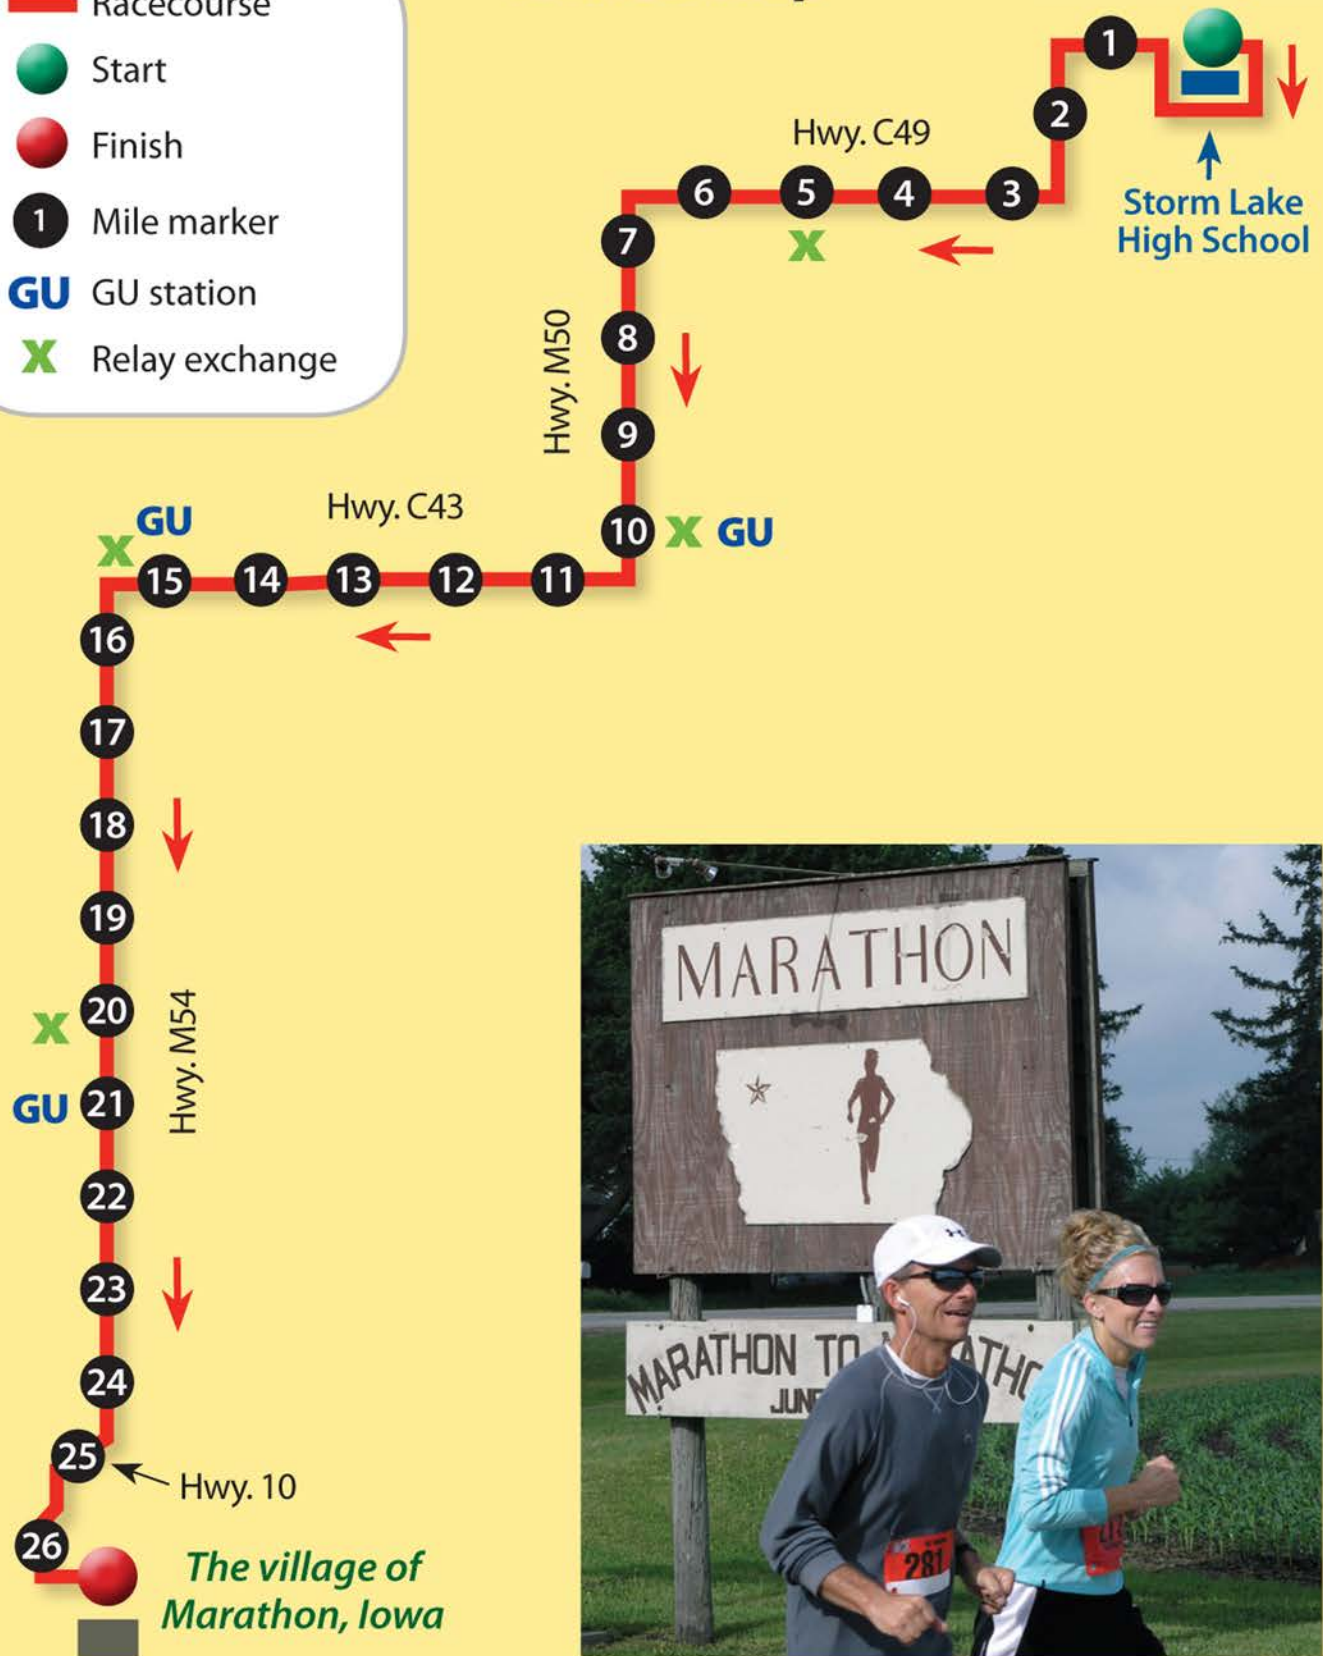 Racecourse
Start
Finish
1 Mile marker
GU GU station
X Relay exchange
1
2
Storm Lake
High School
Hwy. C49
6 5 4 3
X
7
8
Hwy. M50
9
10 X GU
Hwy. C43
GU
X
15 14 13 12 11
16
17
18
19
20
X
Hwy. M54
GU 21
22
23
24
25
Hwy. 10
26
The village of
Marathon, Iowa
MARATHON
MARATHON TO
JUNE
281